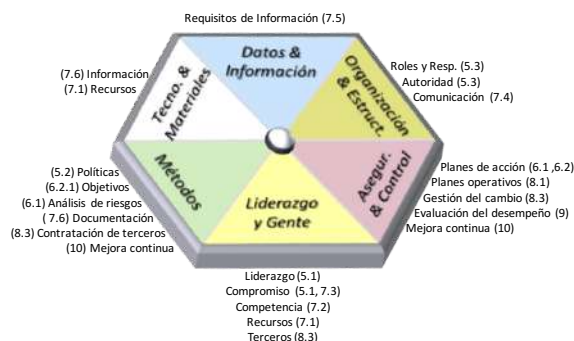 Requisitos de Información (7.5)
Datos &
Información
Organización
& Estruct.
Roles y Resp. (5.3)
Autoridad (5.3)
Comunicación (7.4)
(7.6) Información
(7.1) Recursos
Tecno. &
Materiales
(5.2) Políticas
(6.2.1) Objetivos
(6.1) Análisis de riesgos
( 7.6) Documentación
(8.3) Contratación de terceros
(10) Mejora continua
Métodos
Liderazgo
y Gente
Asegur.
& Control
Planes de acción (6.1 ,6.2)
Planes operativos (8.1)
Gestión del cambio (8.3)
Evaluación del desempeño (9)
Mejora continua (10)
Liderazgo (5.1)
Compromiso (5.1, 7.3)
Competencia (7.2)
Recursos (7.1)
Terceros (8.3)